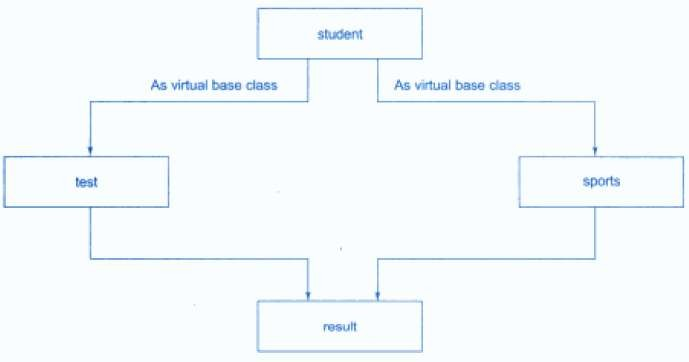 student
As virtual base class
As virtual base class
test
sports
result